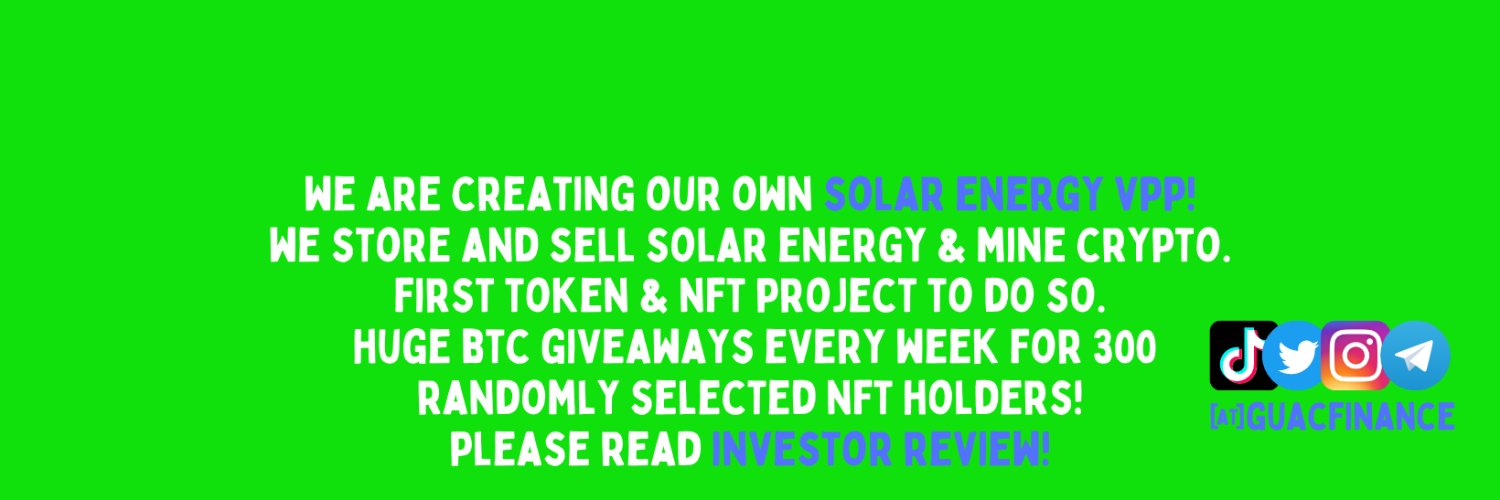 WE ARE CREATING OUR OWN SOLAR ENERGY VPP!
WE STORE AND SELL SOLAR ENERGY & MINE CRYPTO.
FIRST TOKEN & NFT PROJECT TO DO SO.
HUGE BTC GIVEAWAYS EVERY WEEK FOR 300
RANDOMLY SELECTED NFT HOLDERS!
PLEASE READ INVESTOR REVIEW!
[AT]GUACFINANCE